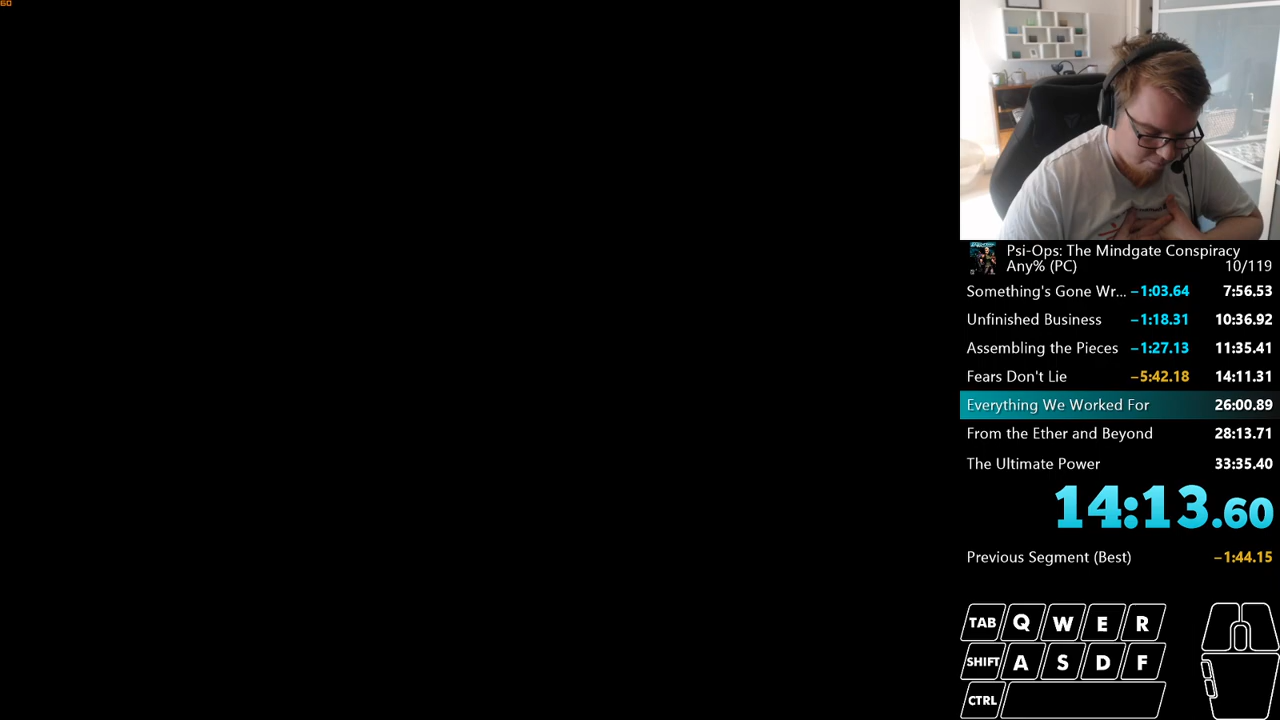 60
Psi-Ops: The Mindgate Conspiracy
Any% (PC) 10/119
Something's Gone Wr... −1:03.64 7:56.53
Unfinished Business −1:18.31 10:36.92
Assembling the Pieces −1:27.13 11:35.41
Fears Don't Lie −5:42.18 14:11.31
Everything We Worked For 26:00.89
From the Ether and Beyond 28:13.71
The Ultimate Power 33:35.40
14:13.60
Previous Segment (Best) −1:44.15
TAB Q W E R
SHIFT A S D F
CTRL